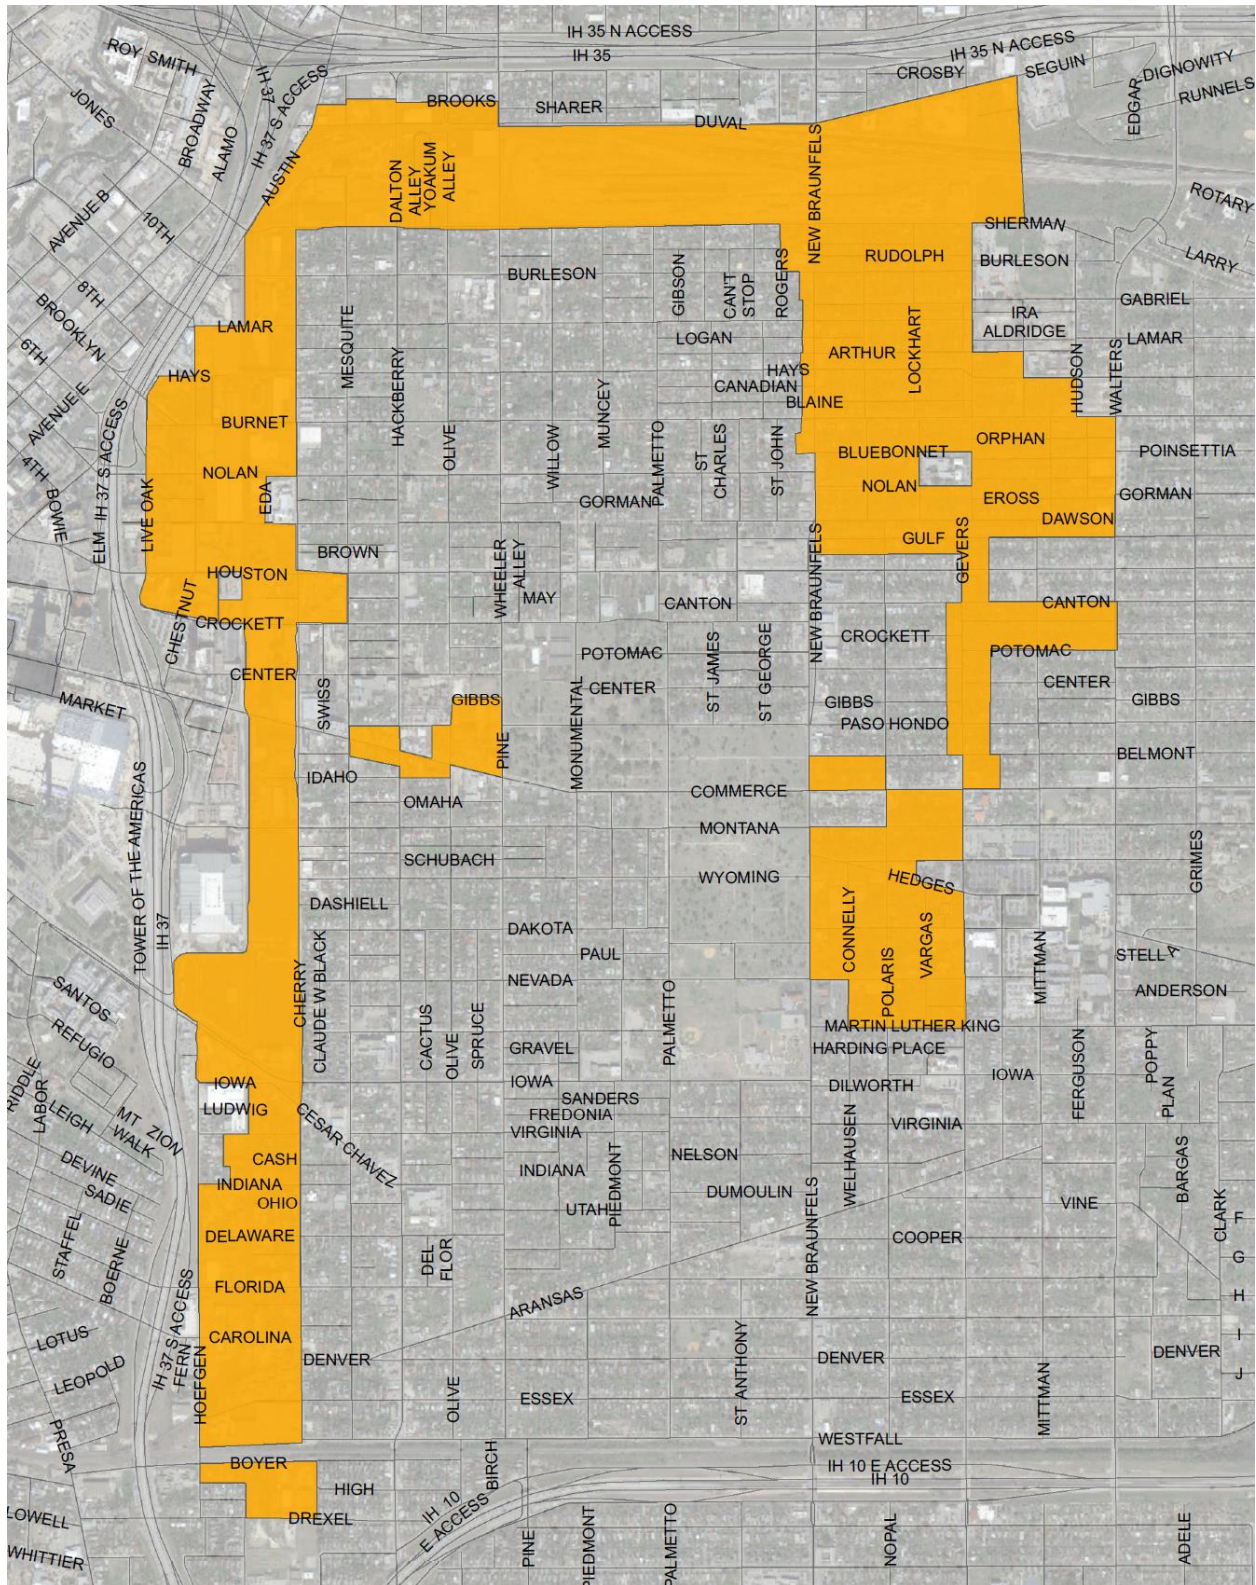 IH 35 N ACCESS
IH 35
IH 35 N ACCESS
ROY SMITH
IH 37
IH 37 S ACCESS
CROSBY
SEGUIN
DIGNOWITY
RUNNELS
EDGAR
JONES
BROADWAY
ALAMO
AUSTIN
BROOKS
SHARER
DUVAL
NEW BRAUNFELS
DALTON
ALLEY
YOAKUM
ALLEY
AVENUE B
10TH
8TH
BROOKLYN
6TH
AVENUE E
4TH
BOWIE
ELM
IH 37 S ACCESS
ROTARY
SHERMAN
LARRY
RUDOLPH
BURLESON
BURLESON
GIBSON
CAN'T
STOP
ROGERS
GABRIEL
IRA
ALDRIDGE
LAMAR
LAMAR
LOGAN
ARTHUR
LOCKHART
MESQUITE
HACKBERRY
HAYS
HAYS
CANADIAN
BLAINE
HUDSON
WALTERS
BURNET
OLIVE
WILLOW
MUNCEY
PALMETTO
ST
CHARLES
ST JOHN
BLUEBONNET
ORPHAN
POINSETTIA
NOLAN
NOLAN
EDA
LIVE OAK
GORMAN
EROSS
GORMAN
DAWSON
BROWN
WHEELER
ALLEY
GULF
GEVERS
NEW BRAUNFELS
HOUSTON
MAY
CANTON
CANTON
CHESTNUT
CROCKETT
CROCKETT
POTOMAC
POTOMAC
ST JAMES
ST GEORGE
CENTER
CENTER
CENTER
SWISS
GIBBS
GIBBS
GIBBS
MARKET
PASO HONDO
PINE
MONUMENTAL
BELMONT
IDAHO
OMAHA
COMMERCE
MONTANA
TOWER OF THE AMERICAS
IH 37
SCHUBACH
WYOMING
HEDGES
GRIMES
DASHIELL
CONNELLY
VARGAS
POLARIS
MITTMAN
DAKOTA
PAUL
STELLA
CHERRY
CLAUDE W BLACK
NEVADA
PALMETTO
ANDERSON
SANTOS
REFUGIO
CACTUS
OLIVE
SPRUCE
MARTIN LUTHER KING
GRAVEL
HARDING PLACE
FERGUSON
POPPY
PLAN
RIDDLE
LABOR
IOWA
IOWA
IOWA
DILWORTH
LUDWIG
CESAR CHAVEZ
SANDERS
FREDONIA
VIRGINIA
VIRGINIA
WELHAUSEN
LEIGH
MT ZION
WALK
CASH
NELSON
INDIANA
INDIANA
PIEDMONT
BARGAS
DEVINE
SADIE
OHIO
DUMOULIN
UTAH
NEW BRAUNFELS
VINE
CLARK
F
STAFFEL
BOERNE
DELAWARE
DEL
FLOR
COOPER
G
FLORIDA
ARANSAS
H
LOTUS
CAROLINA
I
IH 37 S ACCESS
FERN
HOEFGEN
DENVER
DENVER
DENVER
J
LEOPOLD
OLIVE
ESSEX
ST ANTHONY
ESSEX
MITTMAN
PRESA
WESTFALL
BOYER
BIRCH
IH 10 E ACCESS
IH 10
HIGH
IH 10
E ACCESS
LOWELL
DREXEL
WHITTIER
PINE
PIEDMONT
PALMETTO
NOPAL
ADELE